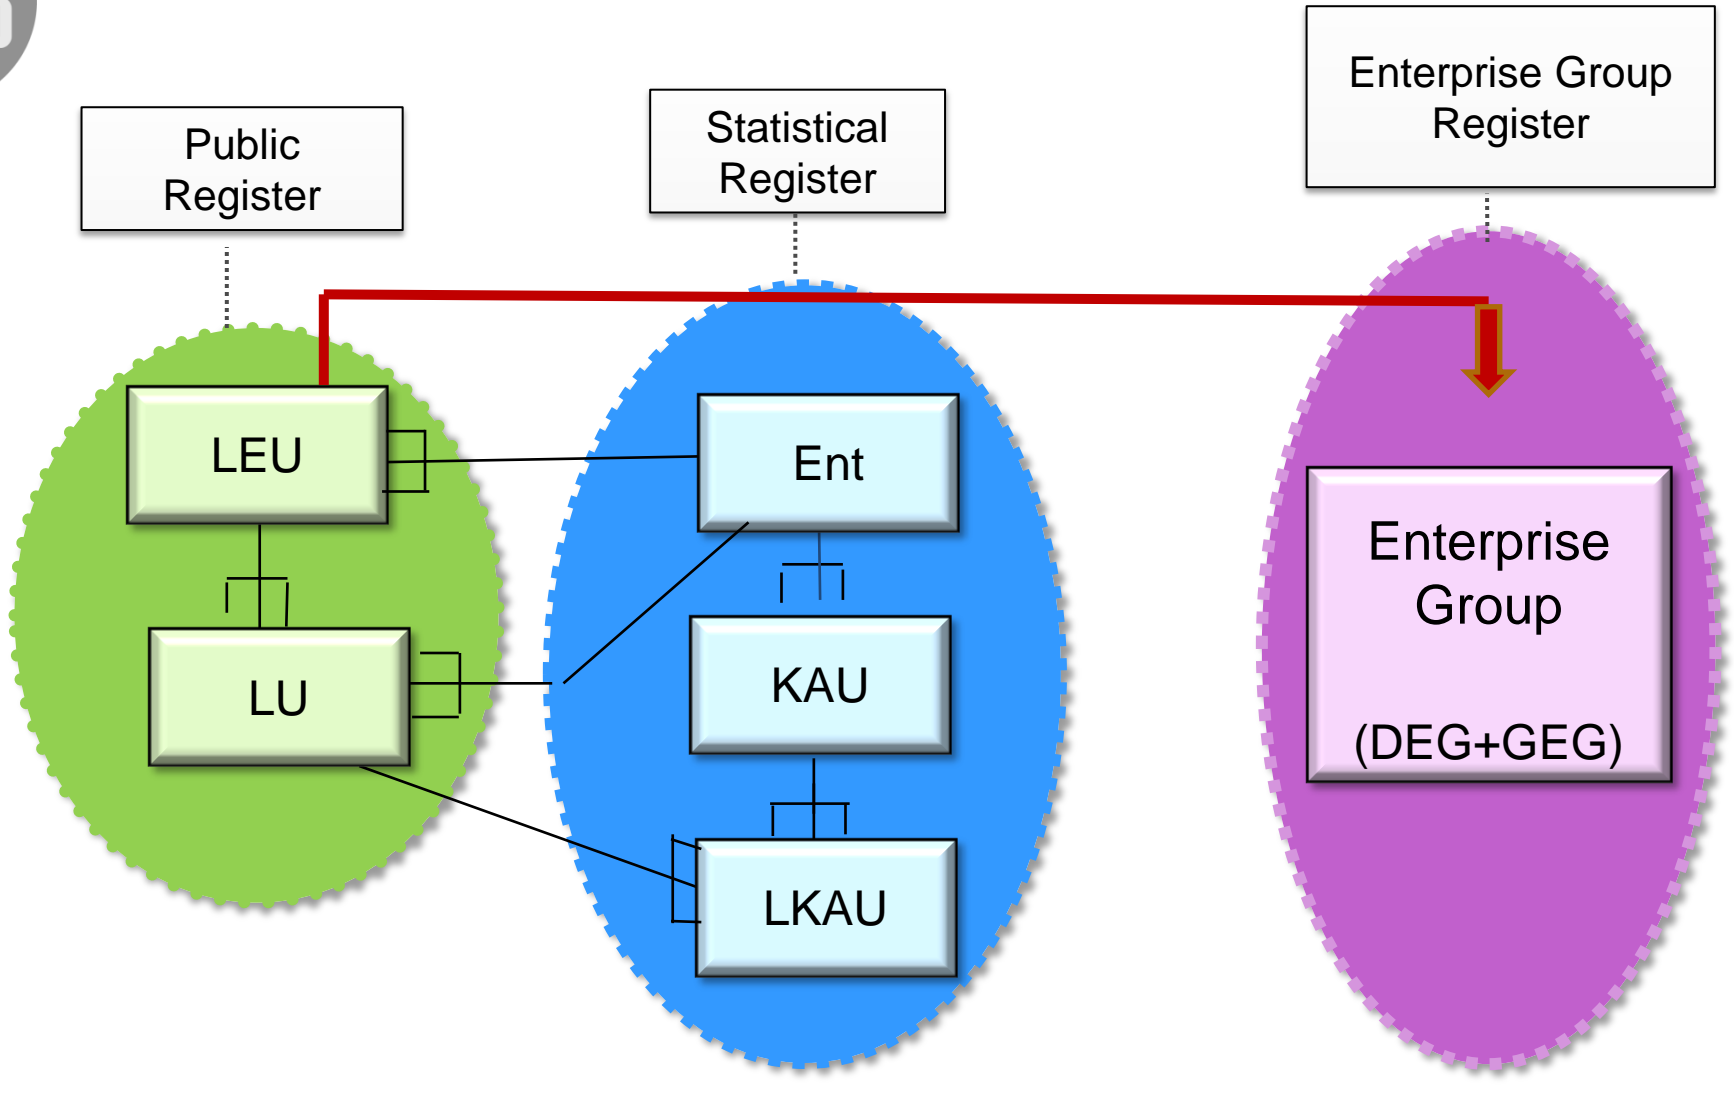 Public
Register
Statistical
Register
Enterprise Group
Register
LEU
LU
Ent
KAU
LKAU
Enterprise
Group
(DEG+GEG)